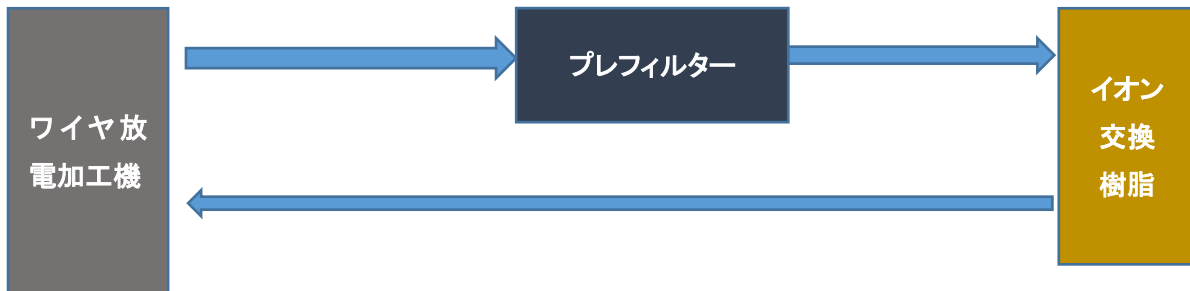 ワイヤ放
電加工機
プレフィルター
イオン
交換
樹脂